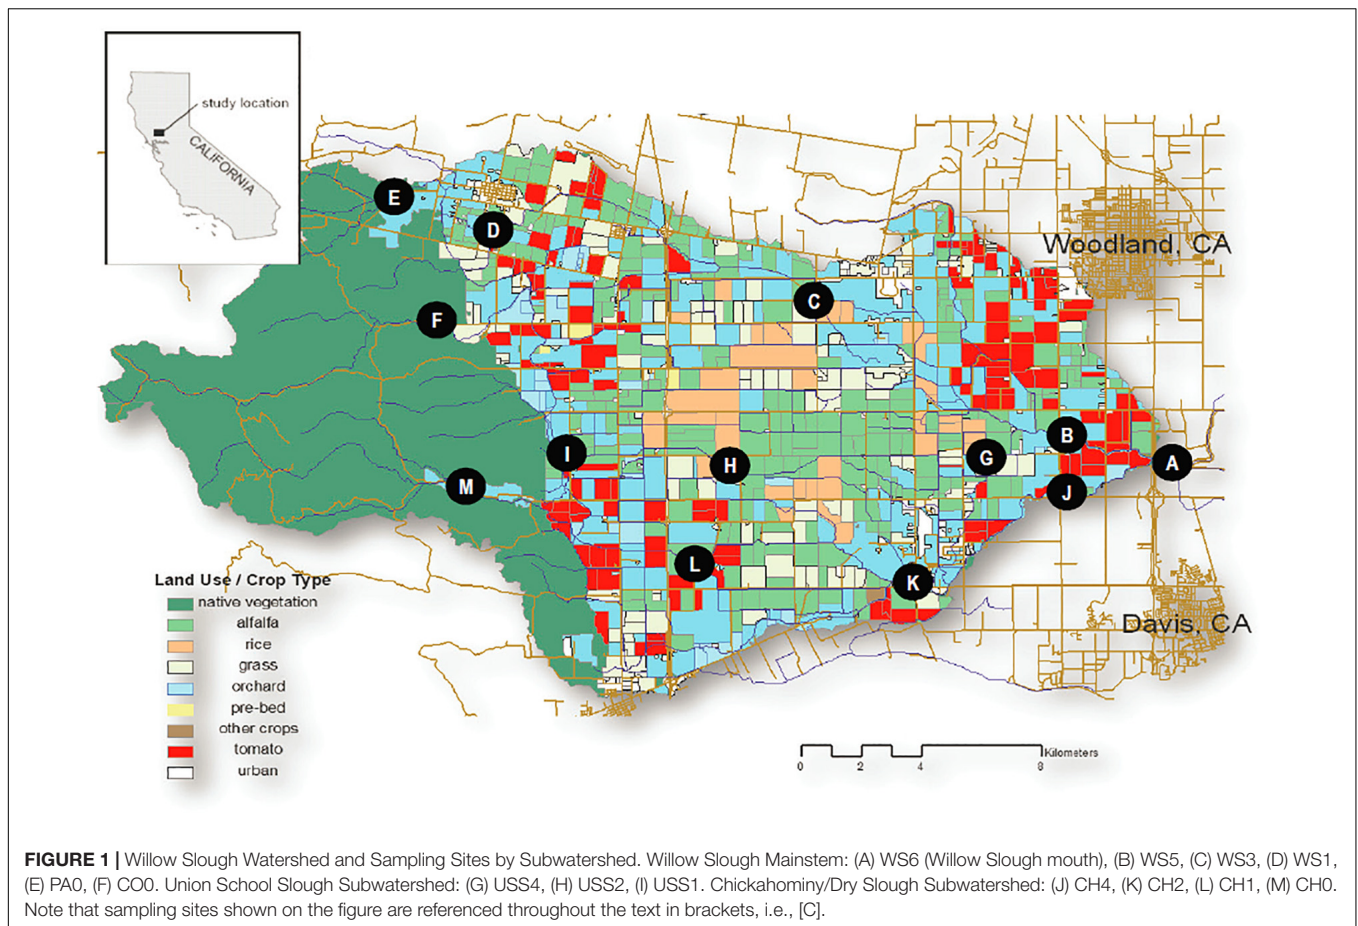 study location
CALIFORNIA
E
D
Woodland, CA
C
F
B
I
H
G
A
M
J
L
K
Land Use / Crop Type
native vegetation
alfalfa
rice
grass
orchard
pre-bed
other crops
tomato
urban
Davis, CA
Kilometers
0 2 4 8
FIGURE 1 | Willow Slough Watershed and Sampling Sites by Subwatershed. Willow Slough Mainstem: (A) WS6 (Willow Slough mouth), (B) WS5, (C) WS3, (D) WS1,
(E) PA0, (F) CO0. Union School Slough Subwatershed: (G) USS4, (H) USS2, (I) USS1. Chickahominy/Dry Slough Subwatershed: (J) CH4, (K) CH2, (L) CH1, (M) CH0.
Note that sampling sites shown on the figure are referenced throughout the text in brackets, i.e., [C].